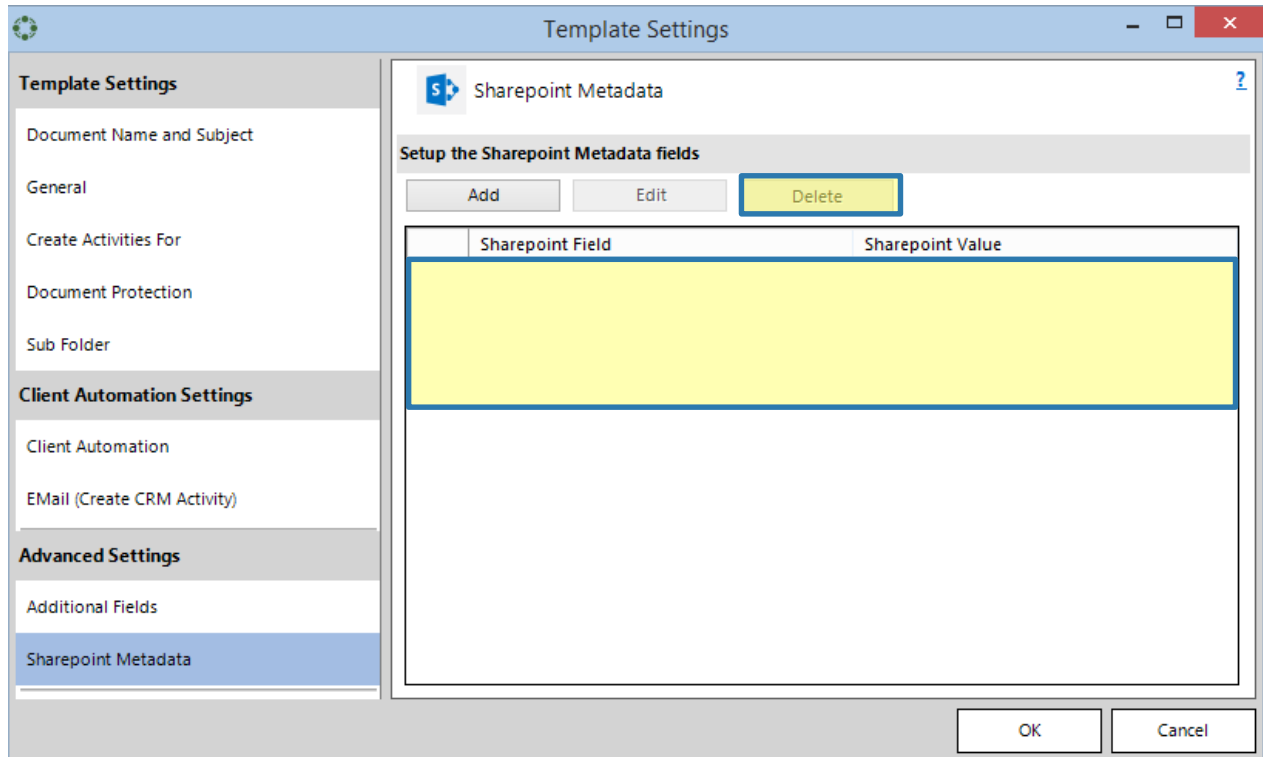 Template Settings
Template Settings
Document Name and Subject
General
Create Activities For
Document Protection
Sub Folder
Client Automation Settings
Client Automation
EMail (Create CRM Activity)
Advanced Settings
Additional Fields
Sharepoint Metadata
S Sharepoint Metadata ?
Setup the Sharepoint Metadata fields
Add Edit Delete
Sharepoint Field Sharepoint Value
OK Cancel